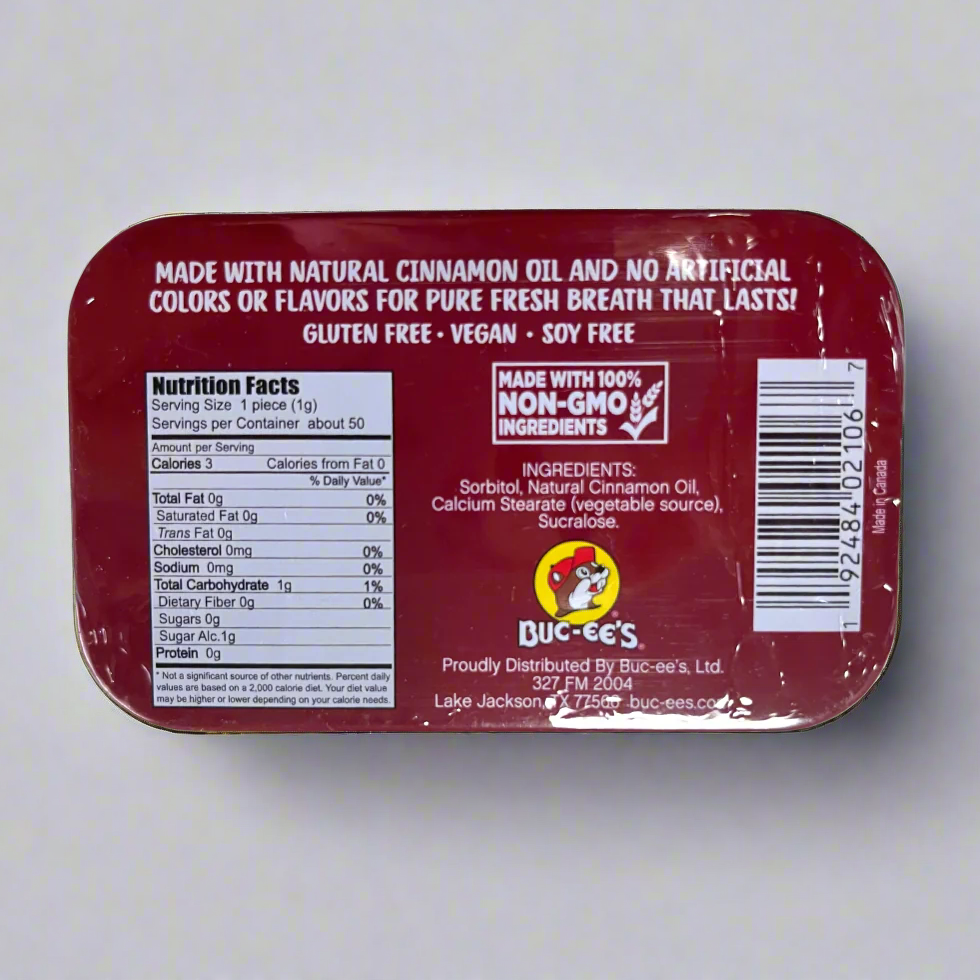 MADE WITH NATURAL CINNAMON OIL AND NO ARTIFICIAL
COLORS OR FLAVORS FOR PURE FRESH BREATH THAT LASTS!
GLUTEN FREE • VEGAN • SOY FREE
Nutrition Facts
Serving Size 1 piece (1g)
Servings per Container about 50
Amount per Serving
Calories 3 Calories from Fat 0
% Daily Value*
Total Fat 0g 0%
Saturated Fat 0g 0%
Trans Fat 0g
Cholesterol 0mg 0%
Sodium 0mg 0%
Total Carbohydrate 1g 1%
Dietary Fiber 0g 0%
Sugars 0g
Sugar Alc.1g
Protein 0g
* Not a significant source of other nutrients. Percent daily
values are based on a 2,000 calorie diet. Your diet value
may be higher or lower depending on your calorie needs.
MADE WITH 100%
NON-GMO
INGREDIENTS
INGREDIENTS:
Sorbitol, Natural Cinnamon Oil,
Calcium Stearate (vegetable source),
Sucralose.
BUC-EE'S
Proudly Distributed By Buc-ee's, Ltd.
327 FM 2004
Lake Jackson, TX 77566 buc-ees.com
1 92484 02106 7
Made in Canada